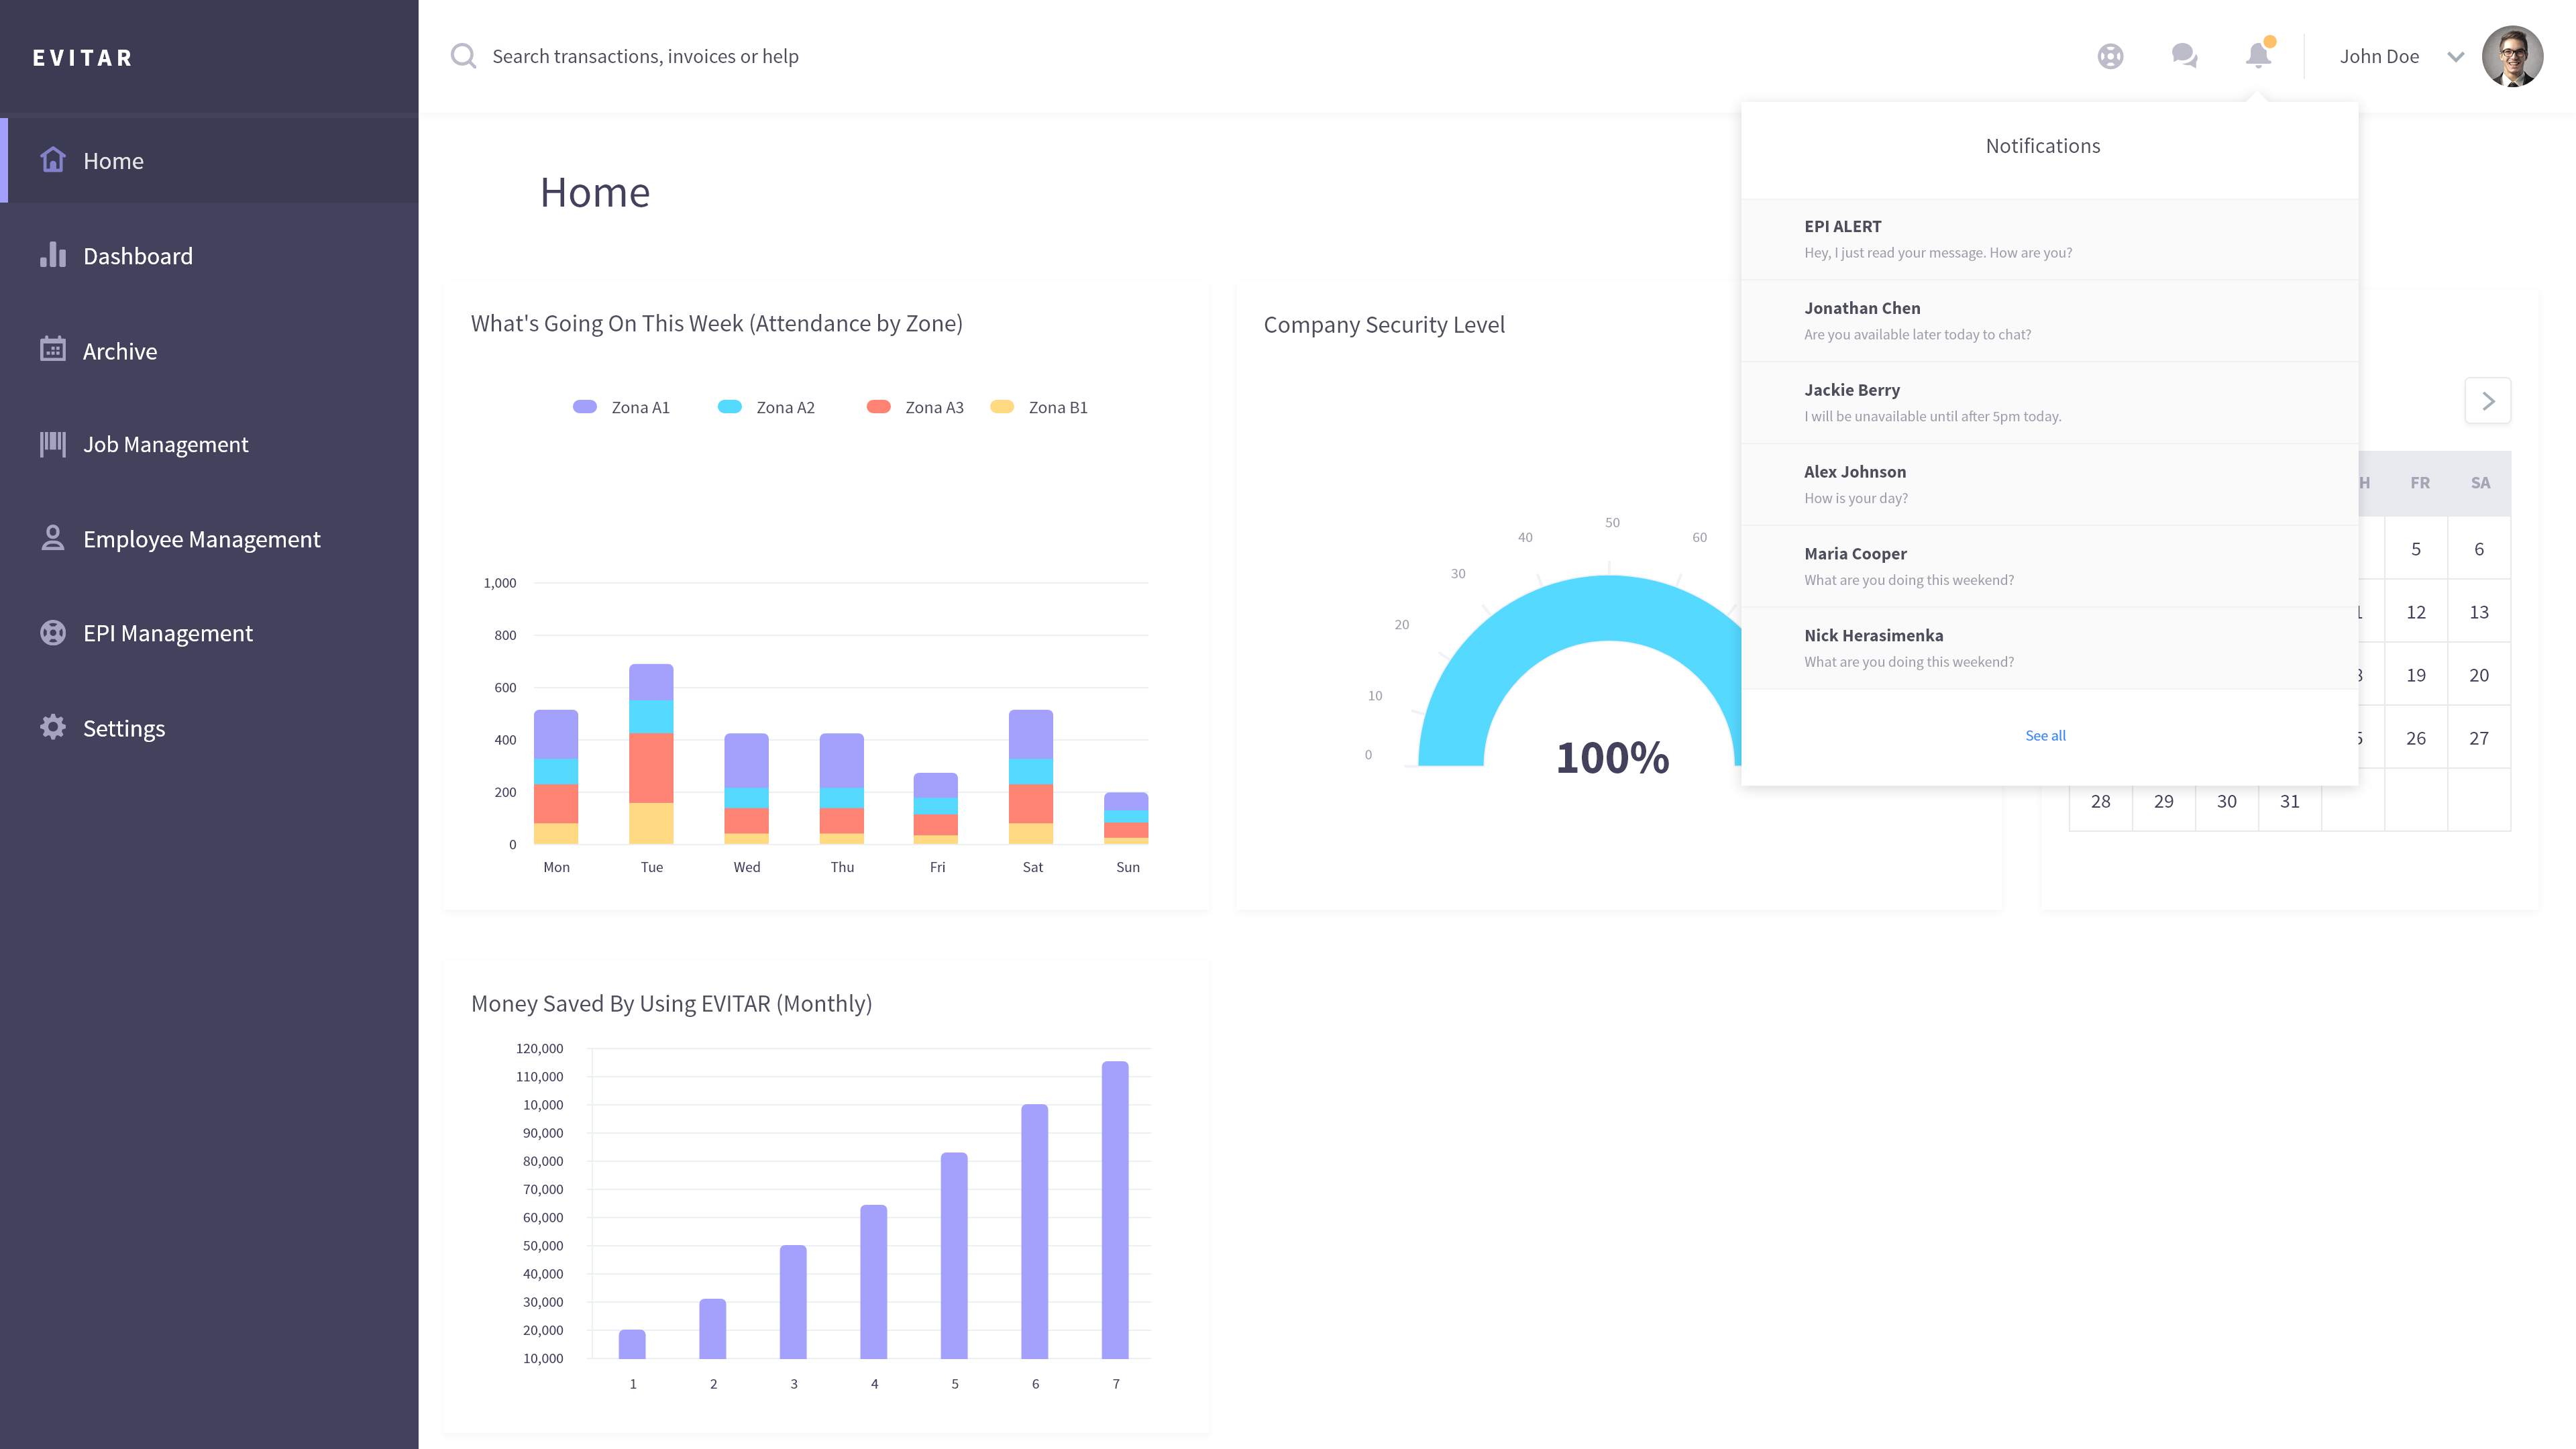 EVITAR
Search transactions, invoices or help
John Doe
Home
Dashboard
Archive
Job Management
Employee Management
EPI Management
Settings
Home
Notifications
EPI ALERT
Hey, I just read your message. How are you?
Jonathan Chen
Are you available later today to chat?
Jackie Berry
I will be unavailable until after 5pm today.
Alex Johnson
How is your day?
Maria Cooper
What are you doing this weekend?
Nick Herasimenka
What are you doing this weekend?
See all
What's Going On This Week (Attendance by Zone)
Zona A1 Zona A2 Zona A3 Zona B1
1,000
800
600
400
200
0
Mon Tue Wed Thu Fri Sat Sun
Company Security Level
0
10
20
30
40
50
60
100%
FR SA
5 6
12 13
19 20
26 27
28 29 30 31
Money Saved By Using EVITAR (Monthly)
120,000
110,000
10,000
90,000
80,000
70,000
60,000
50,000
40,000
30,000
20,000
10,000
1 2 3 4 5 6 7